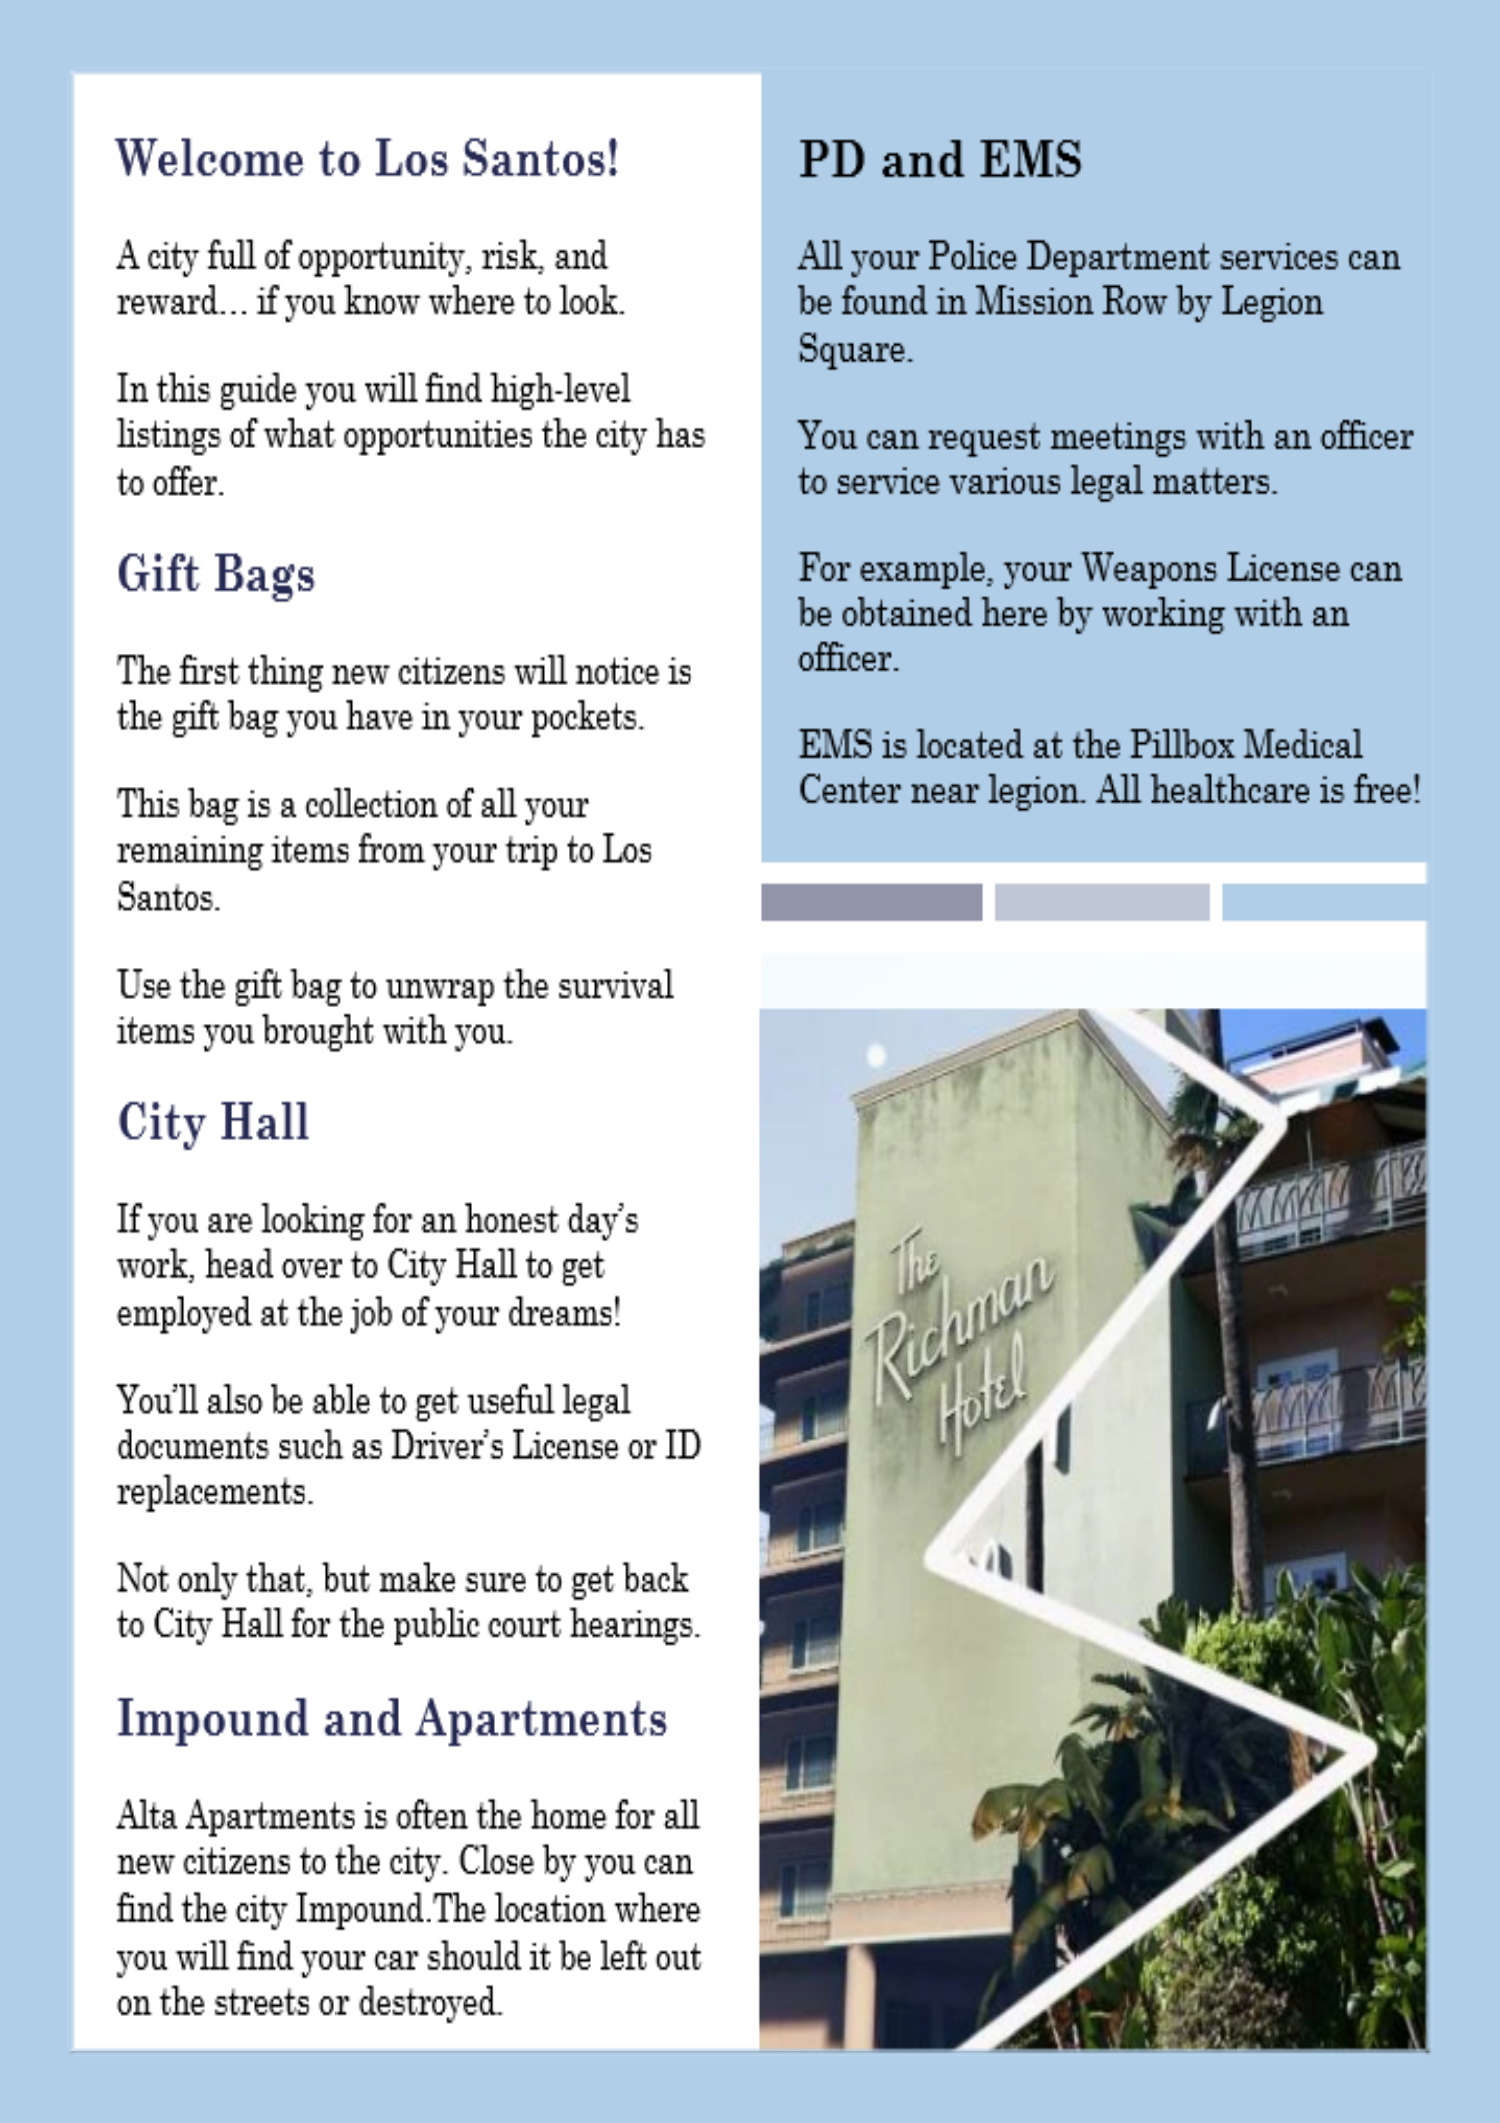 Welcome to Los Santos!
A city full of opportunity, risk, and
reward... if you know where to look.
In this guide you will find high-level
listings of what opportunities the city has
to offer.
Gift Bags
The first thing new citizens will notice is
the gift bag you have in your pockets.
This bag is a collection of all your
remaining items from your trip to Los
Santos.
Use the gift bag to unwrap the survival
items you brought with you.
City Hall
If you are looking for an honest day’s
work, head over to City Hall to get
employed at the job of your dreams!
You’ll also be able to get useful legal
documents such as Driver’s License or ID
replacements.
Not only that, but make sure to get back
to City Hall for the public court hearings.
Impound and Apartments
Alta Apartments is often the home for all
new citizens to the city. Close by you can
find the city Impound.The location where
you will find your car should it be left out
on the streets or destroyed.
PD and EMS
All your Police Department services can
be found in Mission Row by Legion
Square.
You can request meetings with an officer
to service various legal matters.
For example, your Weapons License can
be obtained here by working with an
officer.
EMS is located at the Pillbox Medical
Center near legion. All healthcare is free!
The
Richman
Hotel